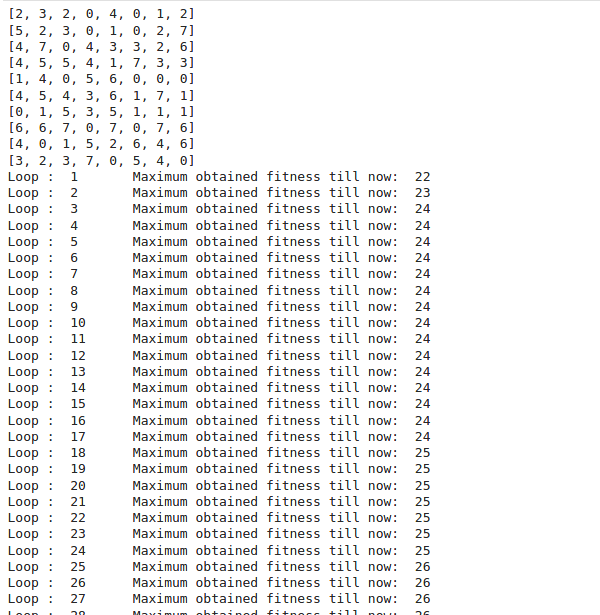 [2, 3, 2, 0, 4, 0, 1, 2]
[5, 2, 3, 0, 1, 0, 2, 7]
[4, 7, 0, 4, 3, 3, 2, 6]
[4, 5, 5, 4, 1, 7, 3, 3]
[1, 4, 0, 5, 6, 0, 0, 0]
[4, 5, 4, 3, 6, 1, 7, 1]
[0, 1, 5, 3, 5, 1, 1, 1]
[6, 6, 7, 0, 7, 0, 7, 6]
[4, 0, 1, 5, 2, 6, 4, 6]
[3, 2, 3, 7, 0, 5, 4, 0]
Loop :  1       Maximum obtained fitness till now:  22
Loop :  2       Maximum obtained fitness till now:  23
Loop :  3       Maximum obtained fitness till now:  24
Loop :  4       Maximum obtained fitness till now:  24
Loop :  5       Maximum obtained fitness till now:  24
Loop :  6       Maximum obtained fitness till now:  24
Loop :  7       Maximum obtained fitness till now:  24
Loop :  8       Maximum obtained fitness till now:  24
Loop :  9       Maximum obtained fitness till now:  24
Loop :  10      Maximum obtained fitness till now:  24
Loop :  11      Maximum obtained fitness till now:  24
Loop :  12      Maximum obtained fitness till now:  24
Loop :  13      Maximum obtained fitness till now:  24
Loop :  14      Maximum obtained fitness till now:  24
Loop :  15      Maximum obtained fitness till now:  24
Loop :  16      Maximum obtained fitness till now:  24
Loop :  17      Maximum obtained fitness till now:  24
Loop :  18      Maximum obtained fitness till now:  25
Loop :  19      Maximum obtained fitness till now:  25
Loop :  20      Maximum obtained fitness till now:  25
Loop :  21      Maximum obtained fitness till now:  25
Loop :  22      Maximum obtained fitness till now:  25
Loop :  23      Maximum obtained fitness till now:  25
Loop :  24      Maximum obtained fitness till now:  25
Loop :  25      Maximum obtained fitness till now:  26
Loop :  26      Maximum obtained fitness till now:  26
Loop :  27      Maximum obtained fitness till now:  26
Loop :  28      Maximum obtained fitness till now:  26